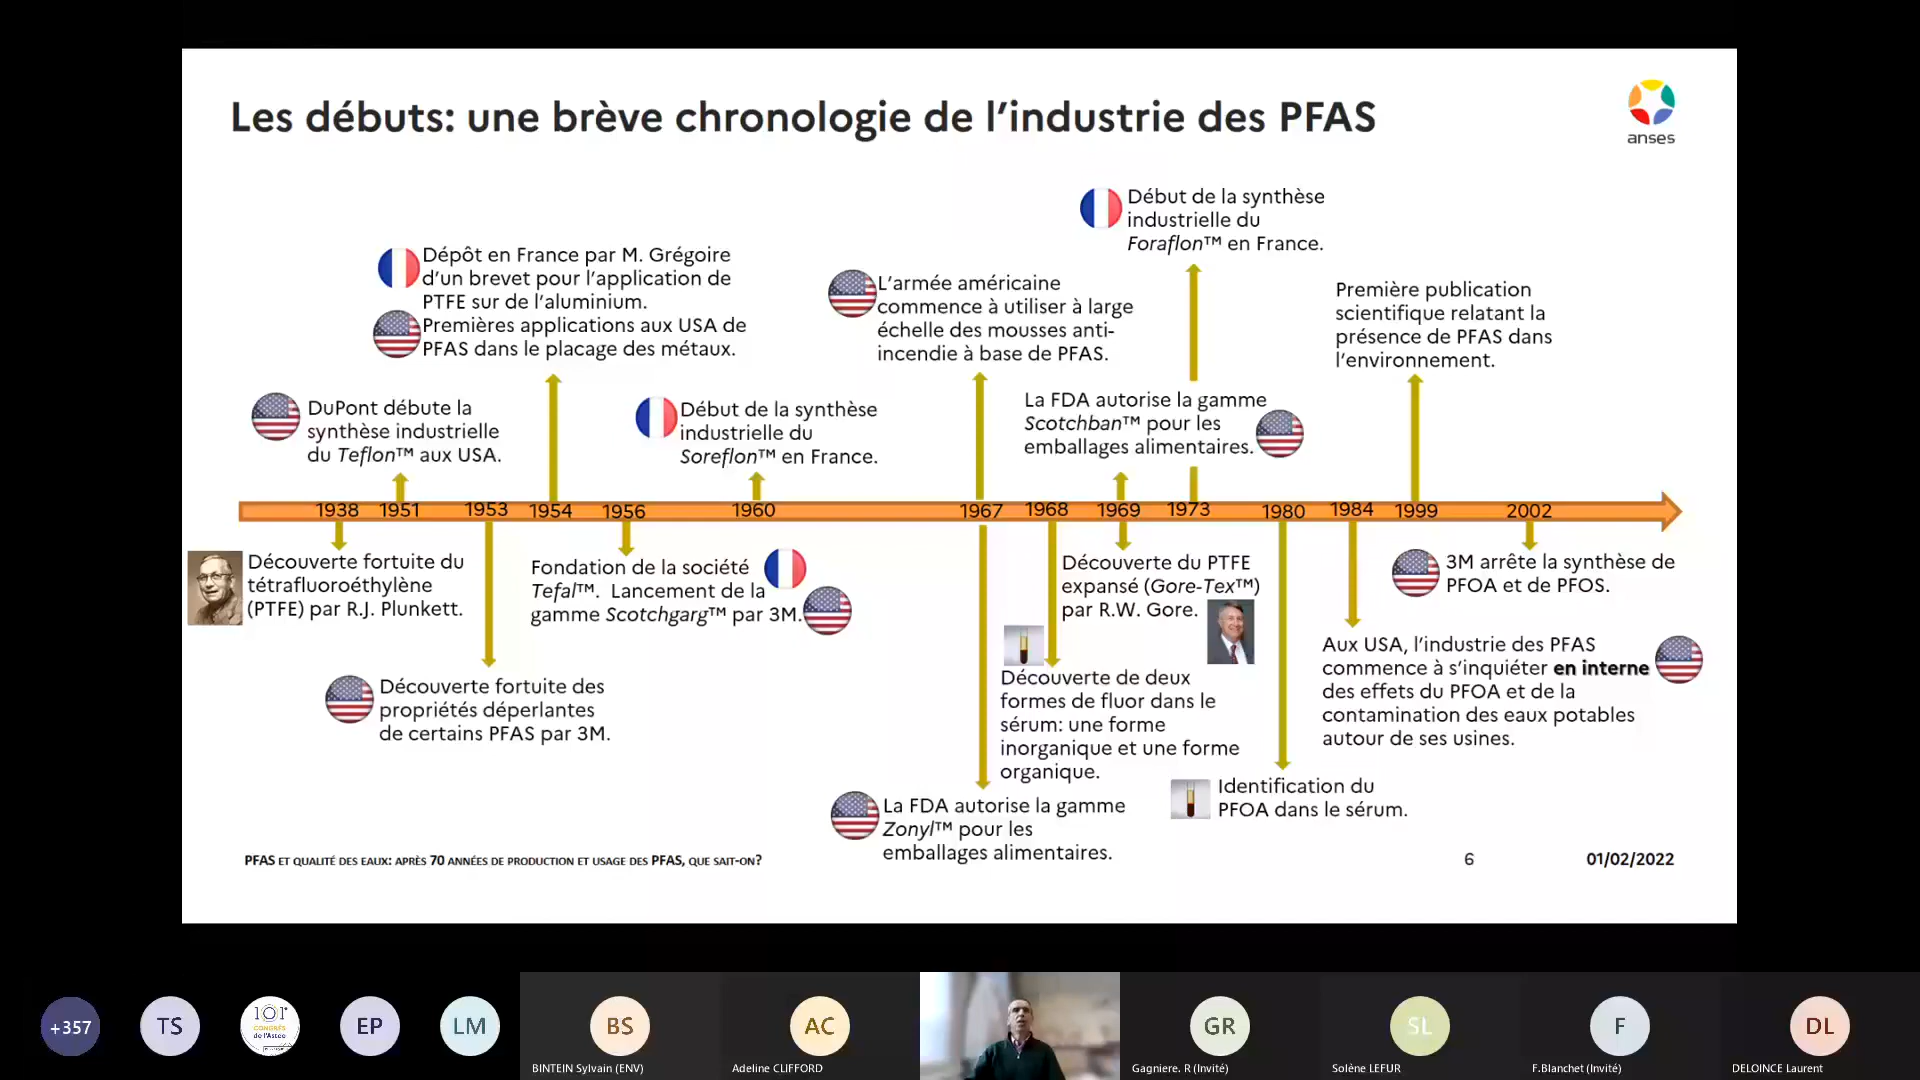 Les débuts: une brève chronologie de l'industrie des PFAS
anses
Début de la synthèse
industrielle du
Foraflon™ en France.
Dépôt en France par M. Grégoire
d'un brevet pour l'application de
PTFE sur de l'aluminium.
Premières applications aux USA de
PFAS dans le placage des métaux.
L'armée américaine
commence à utiliser à large
échelle des mousses anti-
incendie à base de PFAS.
Première publication
scientifique relatant la
présence de PFAS dans
l'environnement.
DuPont débute la
synthèse industrielle
du Teflon™ aux USA.
Début de la synthèse
industrielle du
Soreflon™ en France.
La FDA autorise la gamme
Scotchban™ pour les
emballages alimentaires.
1938 1951 1953 1954 1956 1960 1967 1968 1969 1973 1980 1984 1999 2002
Découverte fortuite du
tétrafluoroéthylène
(PTFE) par R.J. Plunkett.
Fondation de la société
Tefal™. Lancement de la
gamme Scotchgarg™ par 3M.
Découverte du PTFE
expansé (Gore-Tex™)
par R.W. Gore.
3M arrête la synthèse de
PFOA et de PFOS.
Découverte fortuite des
propriétés déperlantes
de certains PFAS par 3M.
Découverte de deux
formes de fluor dans le
sérum: une forme
inorganique et une forme
organique.
Aux USA, l'industrie des PFAS
commence à s'inquiéter en interne
des effets du PFOA et de la
contamination des eaux potables
autour de ses usines.
Identification du
PFOA dans le sérum.
La FDA autorise la gamme
Zonyl™ pour les
emballages alimentaires.
PFAS ET QUALITÉ DES EAUX: APRÈS 70 ANNÉES DE PRODUCTION ET USAGE DES PFAS, QUE SAIT-ON?
6
01/02/2022
+357
TS
101e
CONGRÈS
de l'Astee
EP
LM
BS
AC
GR
SL
F
DL
BINTEIN Sylvain (ENV)
Adeline CLIFFORD
Gagniere. R (Invité)
Solène LEFUR
F.Blanchet (Invité)
DELOINCE Laurent